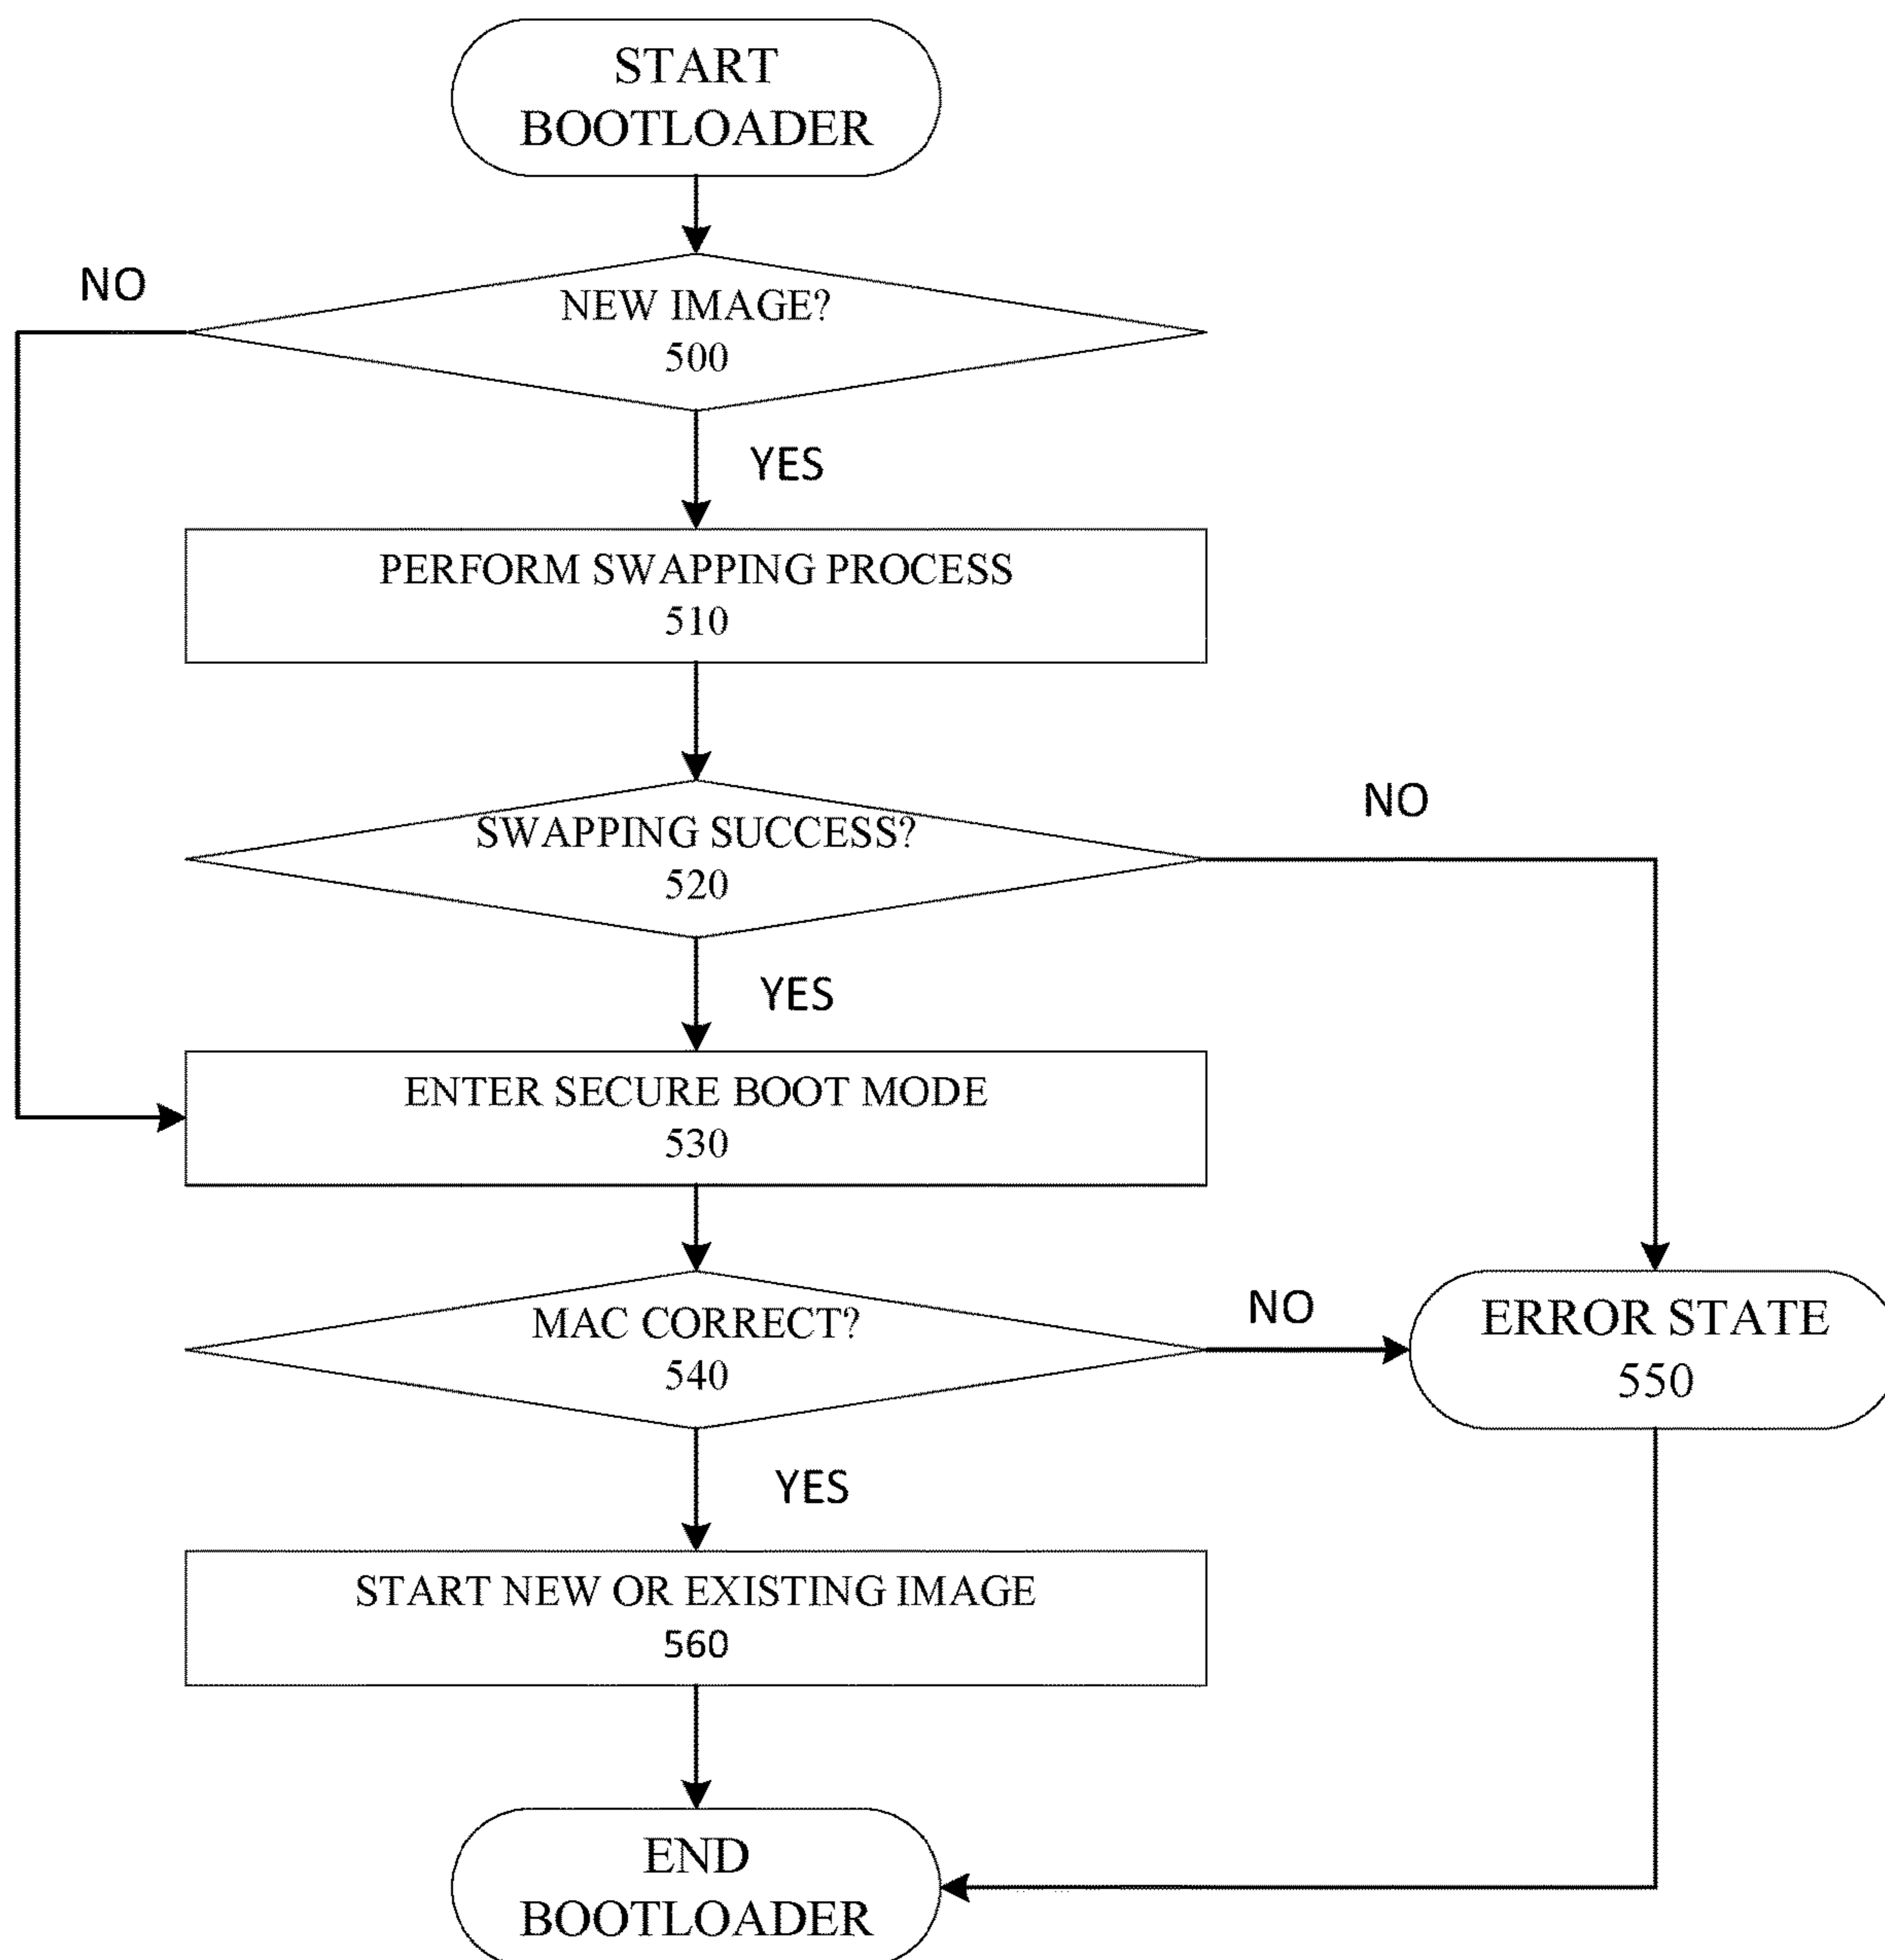 START
BOOTLOADER
NO
NEW IMAGE?
500
YES
PERFORM SWAPPING PROCESS
510
NO
SWAPPING SUCCESS?
520
YES
ENTER SECURE BOOT MODE
530
NO
MAC CORRECT?
540
ERROR STATE
550
YES
START NEW OR EXISTING IMAGE
560
END
BOOTLOADER